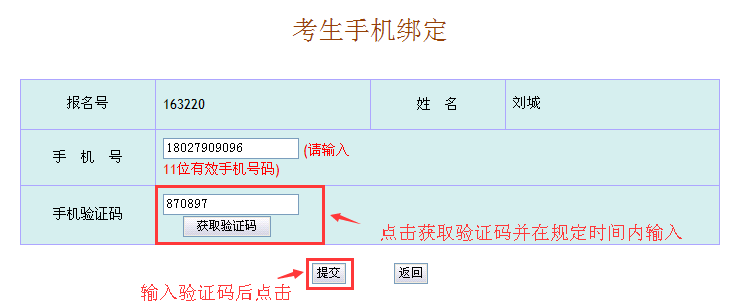 考生手机绑定
报名号 163220 姓 名 刘城
手 机 号 18027909096 (请输入
11位有效手机号码)
手机验证码 870897
获取验证码
点击获取验证码并在规定时间内输入
提交 返回
输入验证码后点击